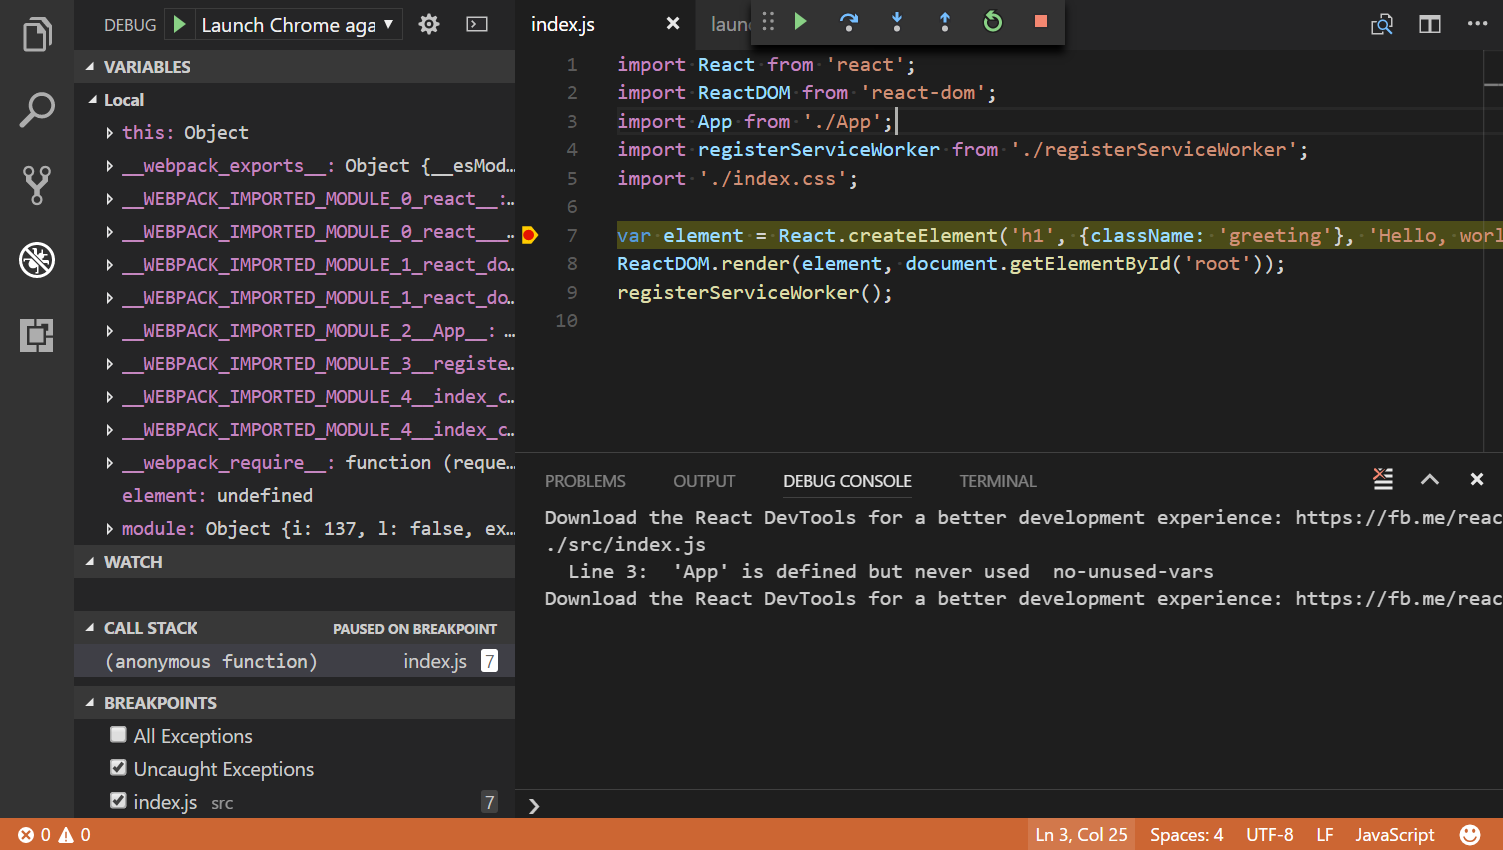 DEBUG
Launch Chrome aga
VARIABLES
Local
this: Object
__webpack_exports__: Object {__esMod…
__WEBPACK_IMPORTED_MODULE_0_react__:…
__WEBPACK_IMPORTED_MODULE_0_react___…
__WEBPACK_IMPORTED_MODULE_1_react_do…
__WEBPACK_IMPORTED_MODULE_1_react_do…
__WEBPACK_IMPORTED_MODULE_2__App__: …
__WEBPACK_IMPORTED_MODULE_3__registe…
__WEBPACK_IMPORTED_MODULE_4__index_c…
__WEBPACK_IMPORTED_MODULE_4__index_c…
__webpack_require__: function (reque…
element: undefined
module: Object {i: 137, l: false, ex…
WATCH
CALL STACK PAUSED ON BREAKPOINT
(anonymous function) index.js 7
BREAKPOINTS
All Exceptions
Uncaught Exceptions
index.js src 7
index.js laun
1 import React from 'react';
2 import ReactDOM from 'react-dom';
3 import App from './App';
4 import registerServiceWorker from './registerServiceWorker';
5 import './index.css';
6
7 var element = React.createElement('h1', {className: 'greeting'}, 'Hello, worl
8 ReactDOM.render(element, document.getElementById('root'));
9 registerServiceWorker();
10
PROBLEMS OUTPUT DEBUG CONSOLE TERMINAL
Download the React DevTools for a better development experience: https://fb.me/reac
./src/index.js
Line 3:  'App' is defined but never used  no-unused-vars
Download the React DevTools for a better development experience: https://fb.me/reac
0 0 Ln 3, Col 25 Spaces: 4 UTF-8 LF JavaScript